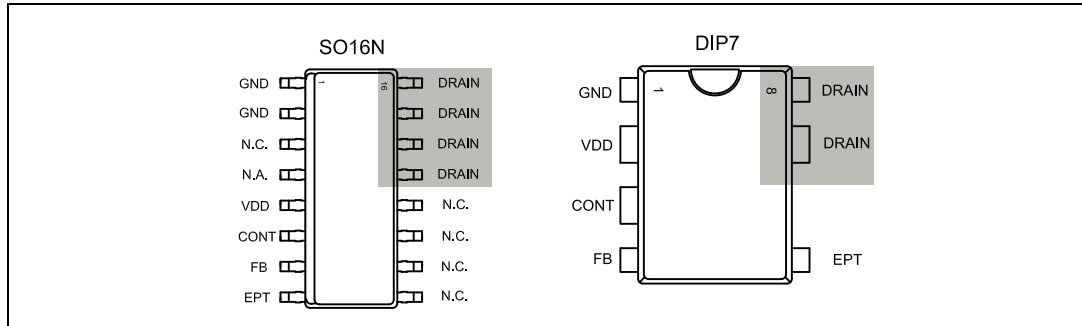 SO16N
GND 1 16 DRAIN
GND DRAIN
N.C. DRAIN
N.A. DRAIN
VDD N.C.
CONT N.C.
FB N.C.
EPT N.C.
DIP7
GND 1 8 DRAIN
VDD DRAIN
CONT
FB EPT